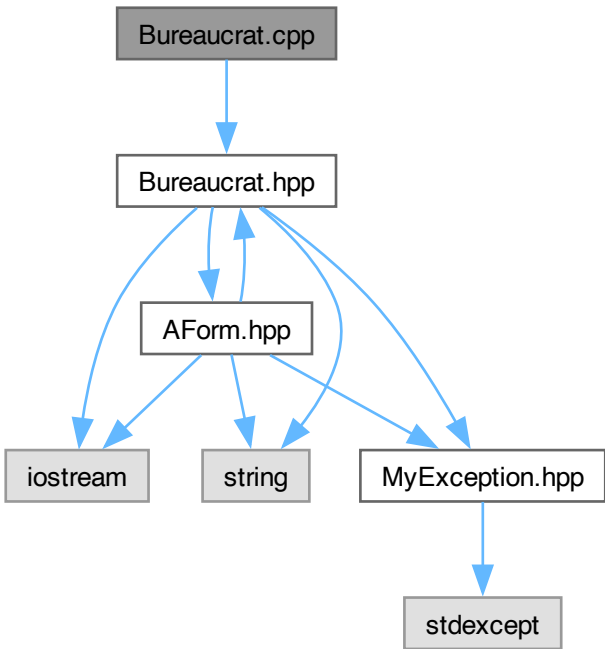 Bureaucrat.cpp
Bureaucrat.hpp
AForm.hpp
iostream
string
MyException.hpp
stdexcept